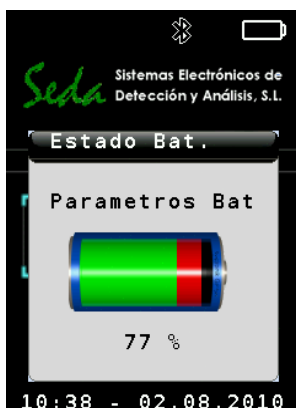 Seda
Sistemas Electrónicos de
Detección y Análisis, S.L.
Estado Bat.
Parametros Bat
77 %
10:38 - 02.08.2010